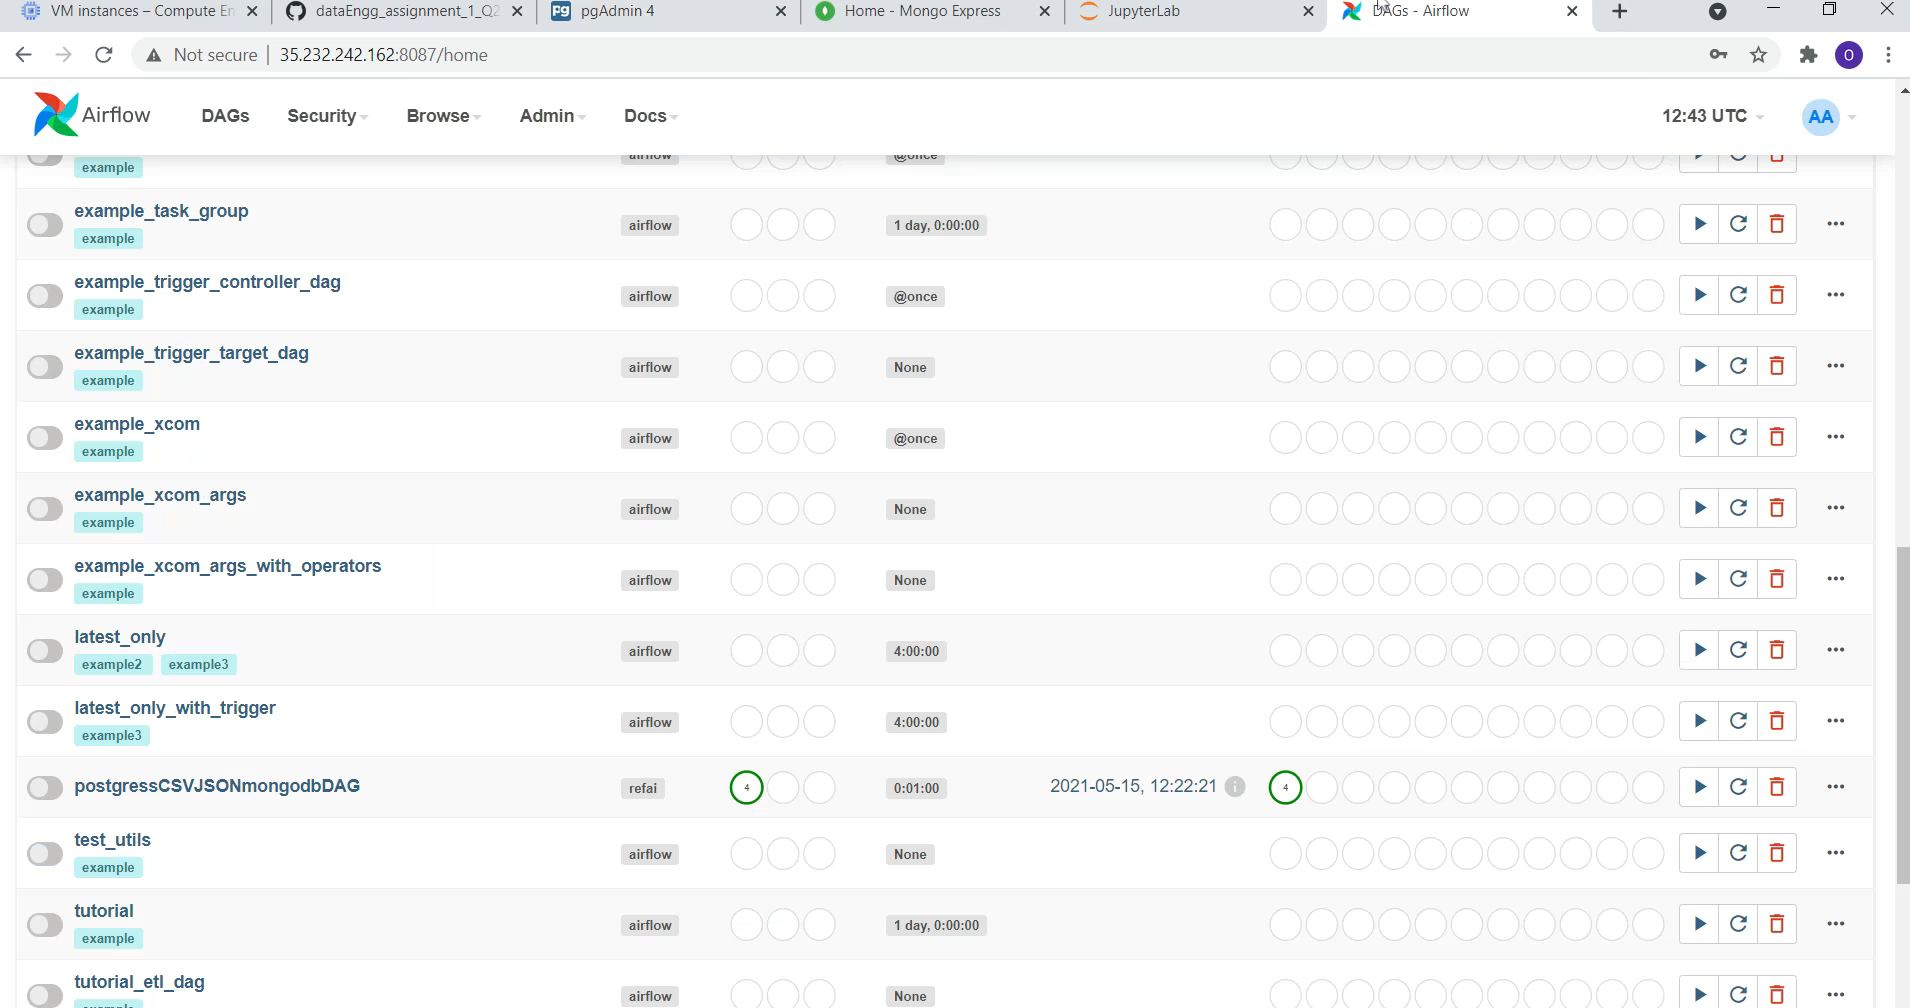 VM instances – Compute En
dataEngg_assignment_1_Q2
pgAdmin 4
Home - Mongo Express
JupyterLab
DAGs - Airflow
Not secure 35.232.242.162:8087/home
O
Airflow DAGs Security Browse Admin Docs 12:43 UTC AA
example airflow @once
example_task_group
example airflow 1 day, 0:00:00
example_trigger_controller_dag
example airflow @once
example_trigger_target_dag
example airflow None
example_xcom
example airflow @once
example_xcom_args
example airflow None
example_xcom_args_with_operators
example airflow None
latest_only
example2 example3 airflow 4:00:00
latest_only_with_trigger
example3 airflow 4:00:00
postgressCSVJSONmongodbDAG refai 4 0:01:00 2021-05-15, 12:22:21 i 4
test_utils
example airflow None
tutorial
example airflow 1 day, 0:00:00
tutorial_etl_dag
airflow None